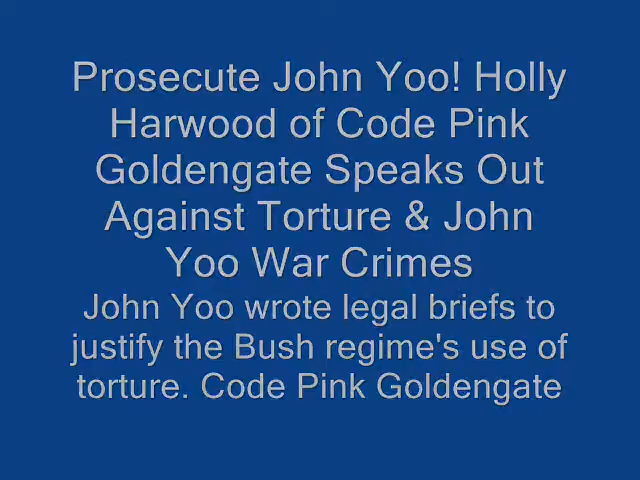 Prosecute John Yoo! Holly
Harwood of Code Pink
Goldengate Speaks Out
Against Torture & John
Yoo War Crimes
John Yoo wrote legal briefs to
justify the Bush regime's use of
torture. Code Pink Goldengate